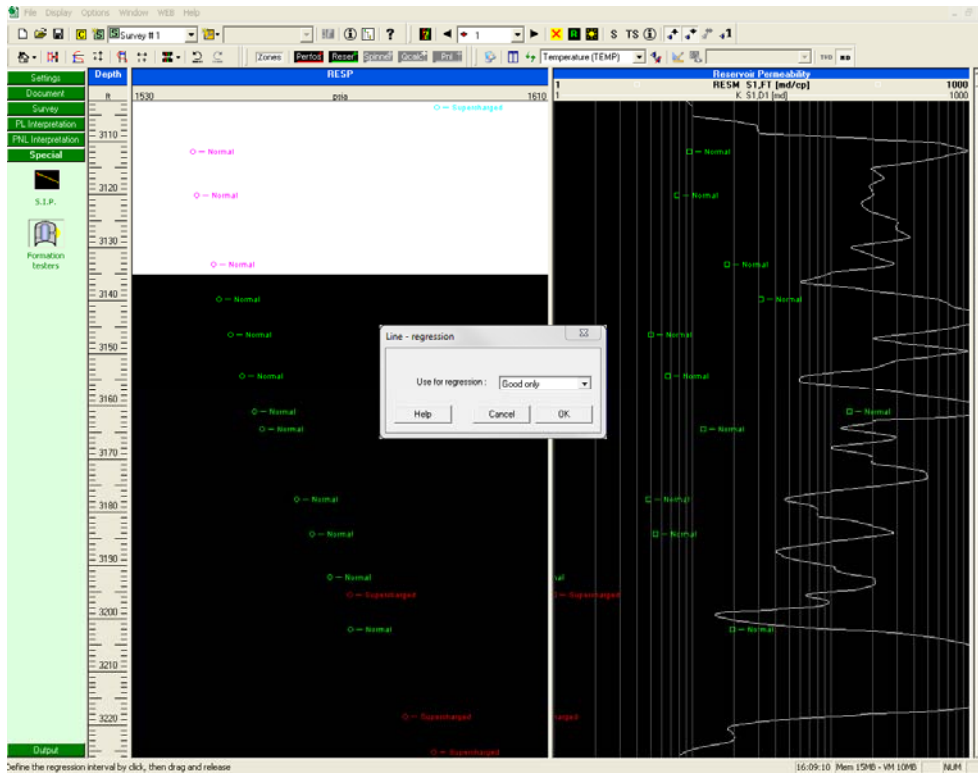 File Display Options Window WEB Help
Survey #1 1 S TS
Zones Perfos Reser Spinne Qcalc Pnl Temperature (TEMP)
Settings
Document
Survey
PL Interpretation
PNL Interpretation
Special
S.I.P.
Formation
testers
Output
Depth RESP Reservoir Permeability
ft 1530 psia 1610
1 RESM S1,FT [md/cp] 1000
1 K S1,D1 [md] 1000
Supercharged
3110
Normal Normal
3120
Normal Normal
3130
Normal Normal
3140
Normal Normal
Normal Normal
3150
Normal Normal
3160
Normal Normal
Normal Normal
3170
3180
Normal Normal
Normal Normal
3190
Normal
Supercharged Supercharged
3200
Normal Normal
3210
3220
Supercharged
Supercharged
Line - regression
Use for regression : Good only
Help Cancel OK
Define the regression interval by click, then drag and release 16:09:10 Mem 15MB - VM 10MB NUM